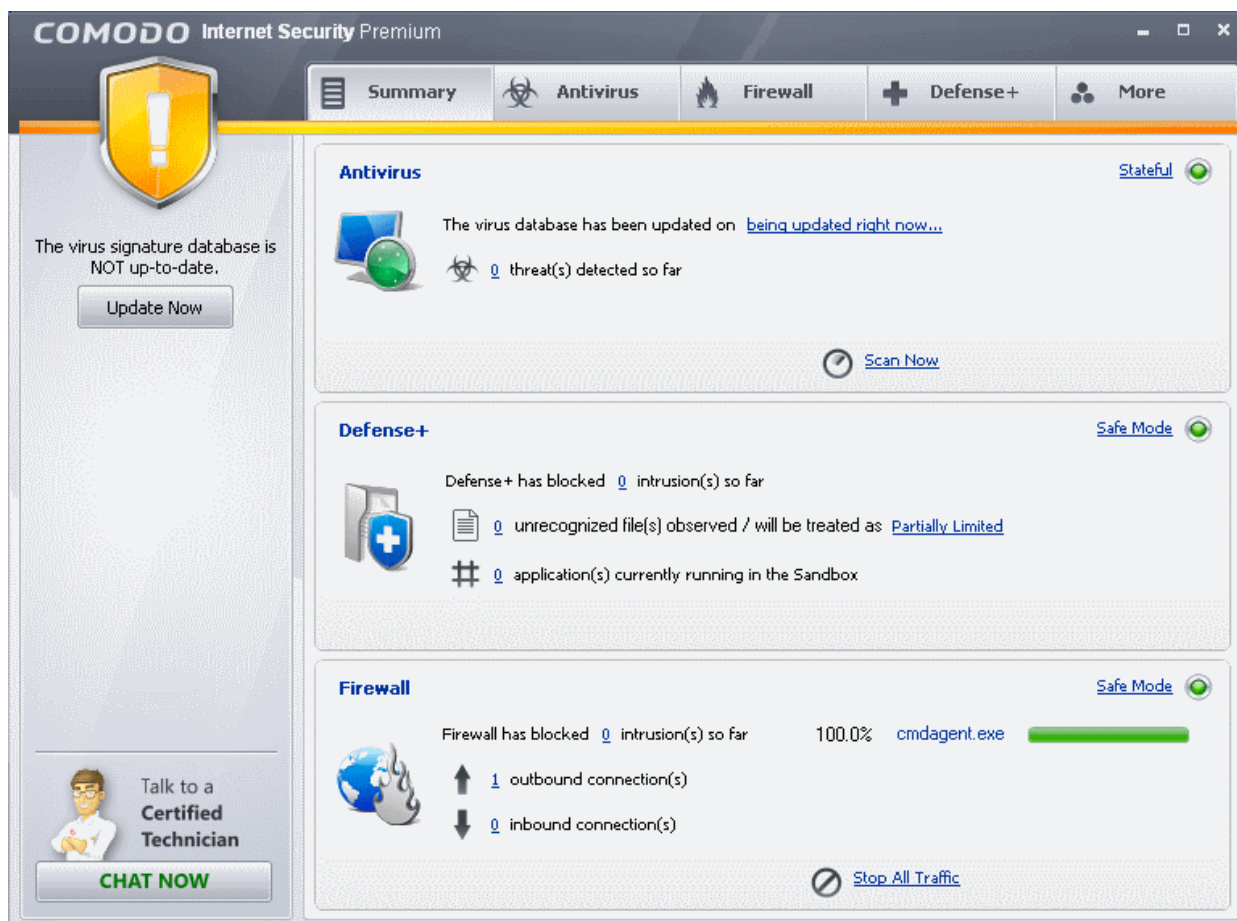 COMODO Internet Security Premium
Summary
Antivirus
Firewall
Defense+
More
The virus signature database is
NOT up-to-date.
Update Now
Talk to a
Certified
Technician
CHAT NOW
Antivirus
Stateful
The virus database has been updated on being updated right now...
0 threat(s) detected so far
Scan Now
Defense+
Safe Mode
Defense+ has blocked 0 intrusion(s) so far
0 unrecognized file(s) observed / will be treated as Partially Limited
0 application(s) currently running in the Sandbox
Firewall
Safe Mode
Firewall has blocked 0 intrusion(s) so far
100.0% cmdagent.exe
1 outbound connection(s)
0 inbound connection(s)
Stop All Traffic